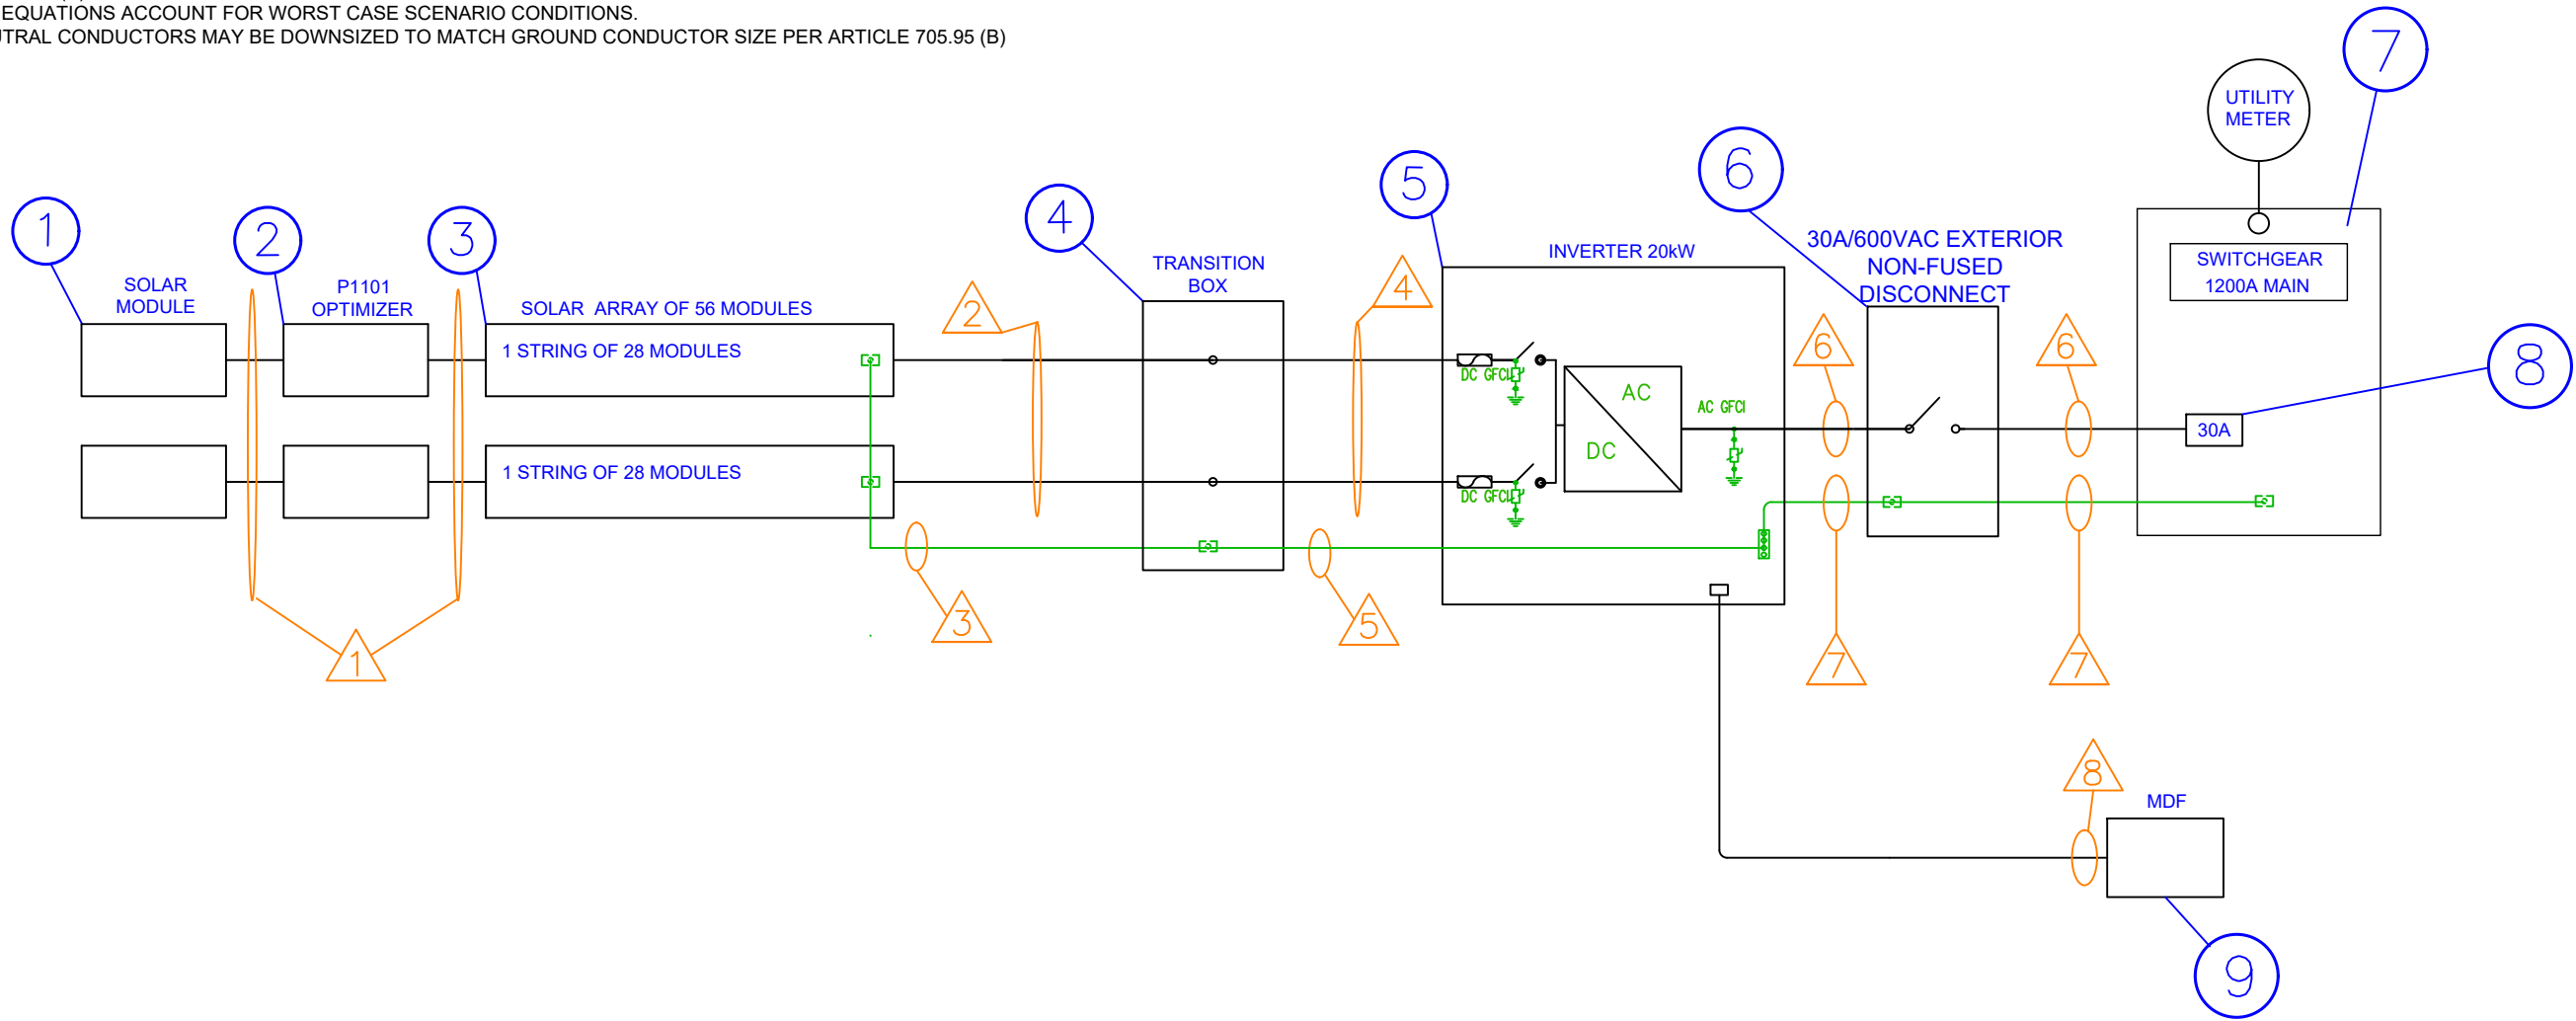 EQUATIONS ACCOUNT FOR WORST CASE SCENARIO CONDITIONS.
CONDUCTORS MAY BE DOWNSIZED TO MATCH GROUND CONDUCTOR SIZE PER ARTICLE 705.95 (B)
7
UTILITY
METER
6
5
4
1
2
3
30A/600VAC EXTERIOR
NON-FUSED
DISCONNECT
INVERTER 20kW
SWITCHGEAR
1200A MAIN
TRANSITION
BOX
SOLAR
MODULE
P1101
OPTIMIZER
SOLAR ARRAY OF 56 MODULES
2
4
6
6
8
1 STRING OF 28 MODULES
DC GFCI
AC
AC GFCI
DC
30A
1 STRING OF 28 MODULES
DC GFCI
3
5
1
7
7
8
MDF
9